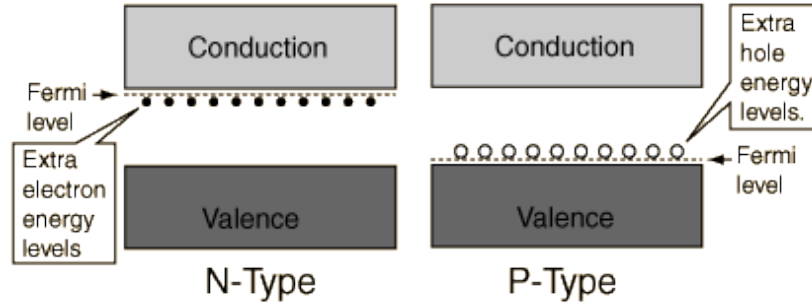 Conduction
Fermi
level
Extra
electron
energy
levels
Valence
N-Type
Conduction
Extra
hole
energy
levels.
Fermi
level
Valence
P-Type